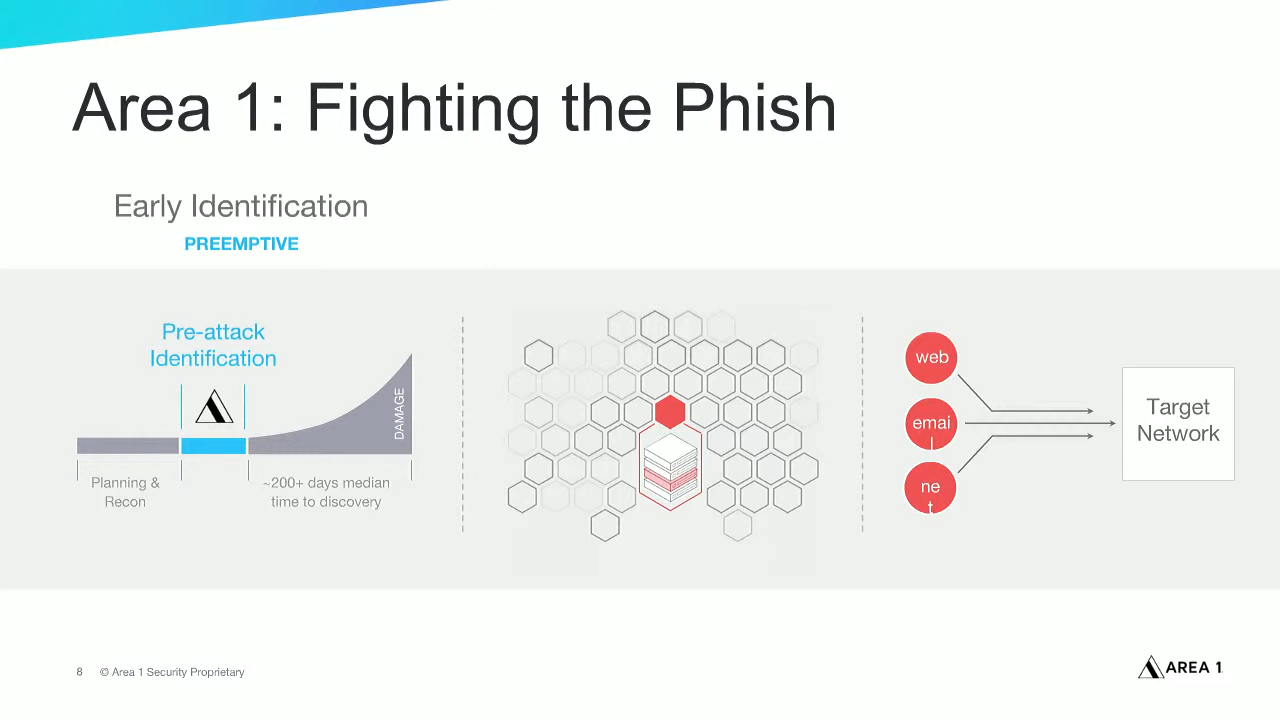 Area 1: Fighting the Phish
Early Identification
PREEMPTIVE
Pre-attack
Identification
DAMAGE
Planning &
Recon
~200+ days median
time to discovery
web
emai
l
ne
t
Target
Network
8 © Area 1 Security Proprietary
AREA 1